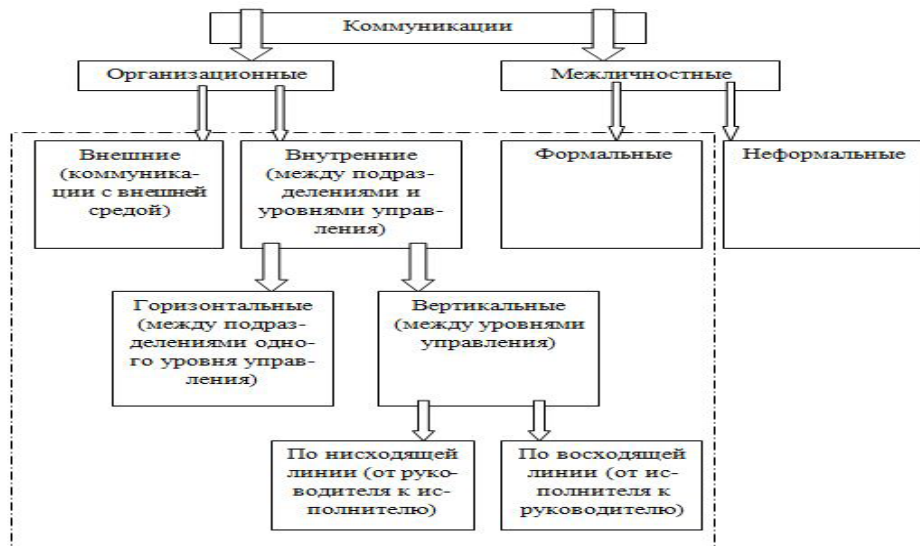 Коммуникации
Организационные
Межличностные
Внешние
(коммуника-
ции с внешней
средой)
Внутренние
(между подраз-
делениями и
уровнями управ-
ления)
Формальные
Неформальные
Горизонтальные
(между подраз-
делениями одно-
го уровня управ-
ления)
Вертикальные
(между уровнями
управления)
По нисходящей
линии (от руко-
водителя к ис-
полнителю)
По восходящей
линии (от ис-
полнителя к
руководителю)